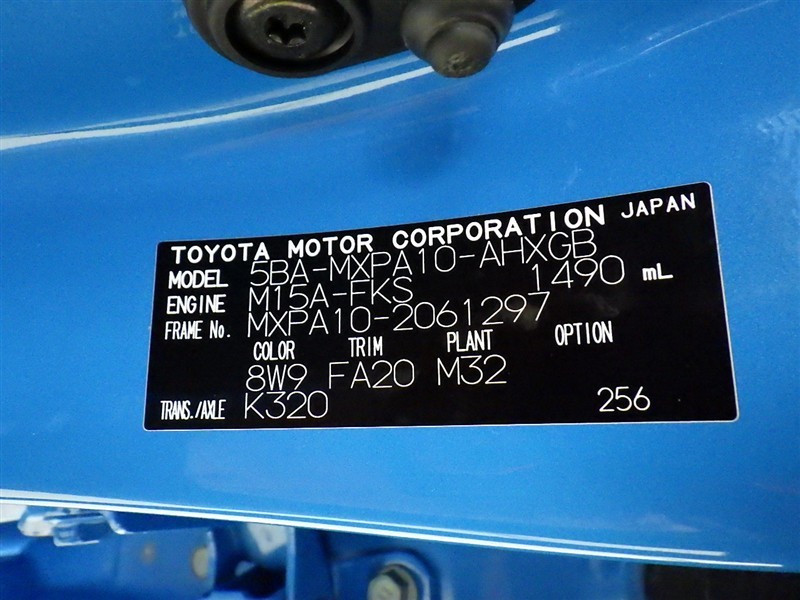 TOYOTA MOTOR CORPORATION JAPAN
MODEL 5BA-MXPA10-AHXGB
ENGINE M15A-FKS 1490 mL
FRAME No. MXPA10-2061297
COLOR TRIM PLANT OPTION
8W9 FA20 M32
TRANS./AXLE K320 256